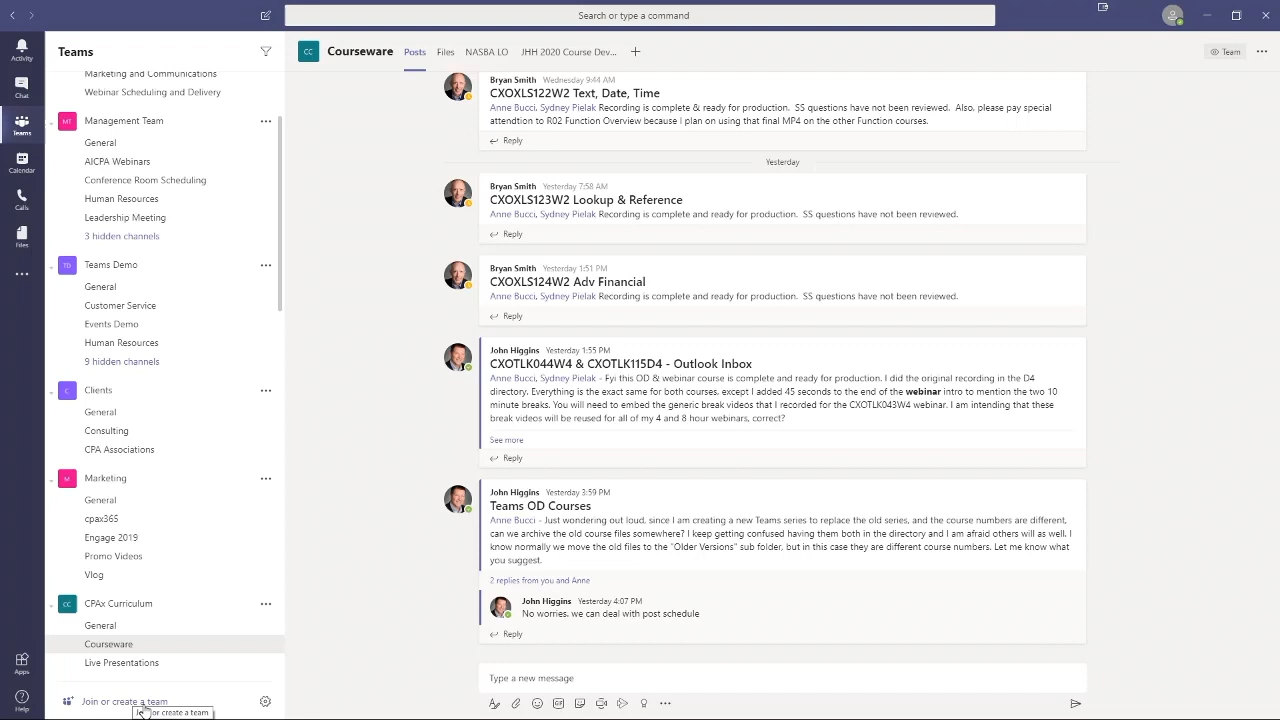 Search or type a command
Activity
Chat
Teams
Calendar
Calls
Files
Apps
Help
Teams
Marketing and Communications
Webinar Scheduling and Delivery
MT Management Team
General
AICPA Webinars
Conference Room Scheduling
Human Resources
Leadership Meeting
3 hidden channels
TD Teams Demo
General
Customer Service
Events Demo
Human Resources
9 hidden channels
C Clients
General
Consulting
CPA Associations
M Marketing
General
cpax365
Engage 2019
Promo Videos
Vlog
CC CPAx Curriculum
General
Courseware
Live Presentations
Join or create a team
or create a team
CC Courseware Posts Files NASBA LO JHH 2020 Course Dev... Team
Bryan Smith Wednesday 9:44 AM
CXOXLS122W2 Text, Date, Time
Anne Bucci, Sydney Pielak Recording is complete & ready for production. SS questions have not been reviewed. Also, please pay special
attendtion to R02 Function Overview because I plan on using that final MP4 on the other Function courses.
Reply
Yesterday
Bryan Smith Yesterday 7:58 AM
CXOXLS123W2 Lookup & Reference
Anne Bucci, Sydney Pielak Recording is complete and ready for production. SS questions have not been reviewed.
Reply
Bryan Smith Yesterday 1:51 PM
CXOXLS124W2 Adv Financial
Anne Bucci, Sydney Pielak Recording is complete and ready for production. SS questions have not been reviewed.
Reply
John Higgins Yesterday 1:55 PM
CXOTLK044W4 & CXOTLK115D4 - Outlook Inbox
Anne Bucci, Sydney Pielak - Fyi this OD & webinar course is complete and ready for production. I did the original recording in the D4
directory. Everything is the exact same for both courses, except I added 45 seconds to the end of the webinar intro to mention the two 10
minute breaks. You will need to embed the generic break videos that I recorded for the CXOTLK043W4 webinar. I am intending that these
break videos will be reused for all of my 4 and 8 hour webinars, correct?
See more
Reply
John Higgins Yesterday 3:59 PM
Teams OD Courses
Anne Bucci - Just wondering out loud, since I am creating a new Teams series to replace the old series, and the course numbers are different,
can we archive the old course files somewhere? I keep getting confused having them both in the directory and I am afraid others will as well. I
know normally we move the old files to the "Older Versions" sub folder, but in this case they are different course numbers. Let me know what
you suggest.
2 replies from you and Anne
John Higgins Yesterday 4:07 PM
No worries, we can deal with post schedule
Reply
Type a new message
GIF